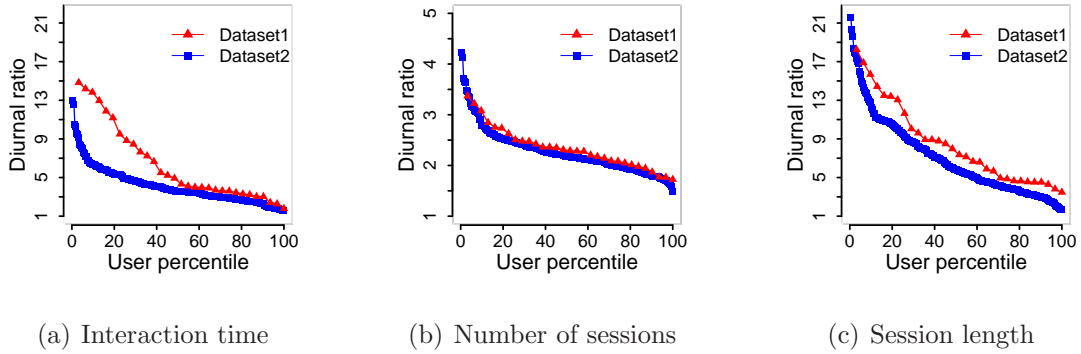 Diurnal ratio
21
17
13
9
5
1
Dataset1
Dataset2
0 20 40 60 80 100
User percentile
(a) Interaction time
Diurnal ratio
5
4
3
2
1
Dataset1
Dataset2
0 20 40 60 80 100
User percentile
(b) Number of sessions
Diurnal ratio
21
17
13
9
5
1
Dataset1
Dataset2
0 20 40 60 80 100
User percentile
(c) Session length